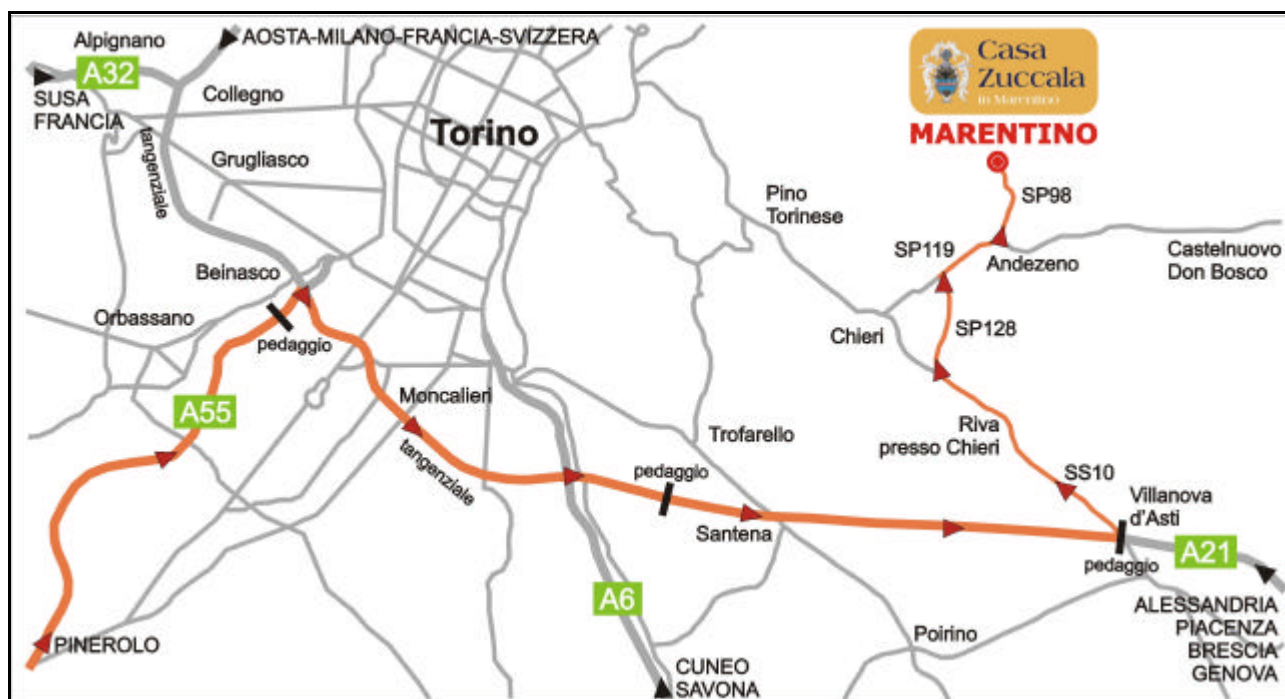 Alpignano
AOSTA-MILANO-FRANCIA-SVIZZERA
A32
SUSA
FRANCIA
Collegno
tangenziale
Grugliasco
Torino
Casa
Zuccala
in Marentino
MARENTINO
SP98
Pino
Torinese
SP119
Andezeno
Castelnuovo
Don Bosco
Beinasco
Orbassano
pedaggio
Chieri
SP128
A55
Moncalieri
tangenziale
Trofarello
Riva
presso Chieri
pedaggio
SS10
Villanova
d'Asti
Santena
pedaggio
A21
A6
PINEROLO
Poirino
CUNEO
SAVONA
ALESSANDRIA
PIACENZA
BRESCIA
GENOVA